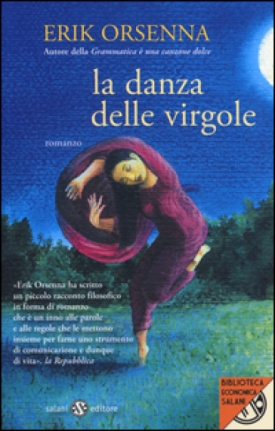 ERIK ORSENNA
Autore della Grammatica è una canzone dolce
la danza
delle virgole
romanzo
«Erik Orsenna ha scritto
un piccolo racconto filosofico
in forma di romanzo
che è un inno alle parole
e alle regole che le mettono
insieme per farne uno strumento
di comunicazione e dunque
di vita». la Repubblica
BIBLIOTECA
ECONOMICA
SALANI
salani editore